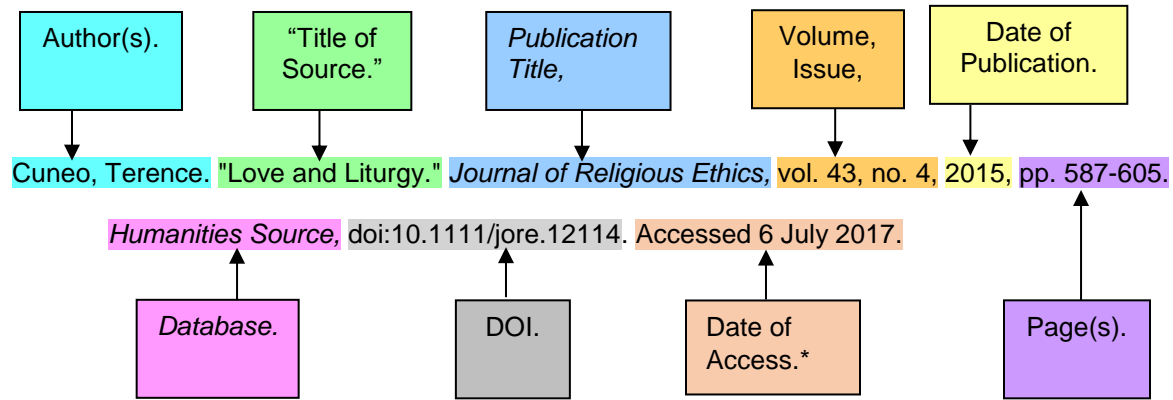 Author(s).
“Title of
Source.”
Publication
Title,
Volume,
Issue,
Date of
Publication.
Cuneo, Terence. "Love and Liturgy." Journal of Religious Ethics, vol. 43, no. 4, 2015, pp. 587-605.
Humanities Source, doi:10.1111/jore.12114. Accessed 6 July 2017.
Database.
DOI.
Date of
Access.*
Page(s).